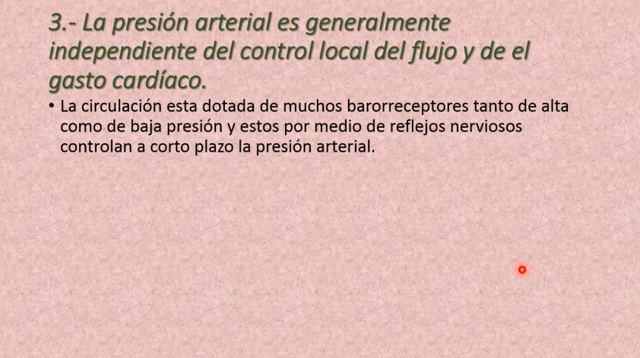 3.- La presión arterial es generalmente
independiente del control local del flujo y de el
gasto cardíaco.
• La circulación esta dotada de muchos barorreceptores tanto de alta
como de baja presión y estos por medio de reflejos nerviosos
controlan a corto plazo la presión arterial.